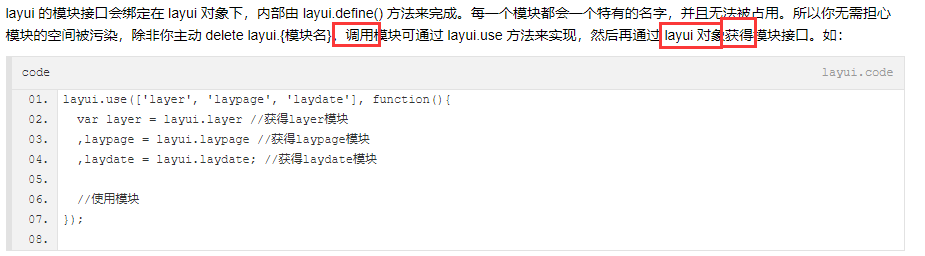 layui 的模块接口会绑定在 layui 对象下，内部由 layui.define() 方法来完成。每一个模块都会一个特有的名字，并且无法被占用。所以你无需担心
模块的空间被污染，除非你主动 delete layui.{模块名}。调用模块可通过 layui.use 方法来实现，然后再通过 layui 对象获得模块接口。如：
code layui.code
01. layui.use(['layer', 'laypage', 'laydate'], function(){
02. var layer = layui.layer //获得layer模块
03. ,laypage = layui.laypage //获得laypage模块
04. ,laydate = layui.laydate; //获得laydate模块
05.
06. //使用模块
07. });
08.